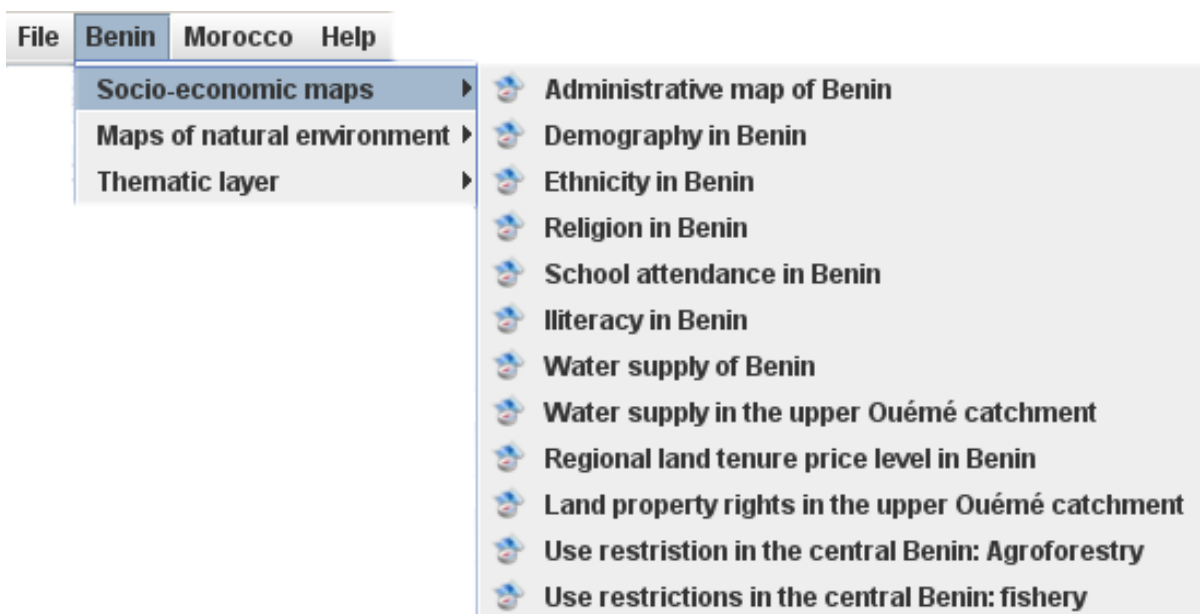 File Benin Morocco Help
Socio-economic maps
Maps of natural environment
Thematic layer
Administrative map of Benin
Demography in Benin
Ethnicity in Benin
Religion in Benin
School attendance in Benin
Iliteracy in Benin
Water supply of Benin
Water supply in the upper Ouémé catchment
Regional land tenure price level in Benin
Land property rights in the upper Ouémé catchment
Use restristion in the central Benin: Agroforestry
Use restrictions in the central Benin: fishery